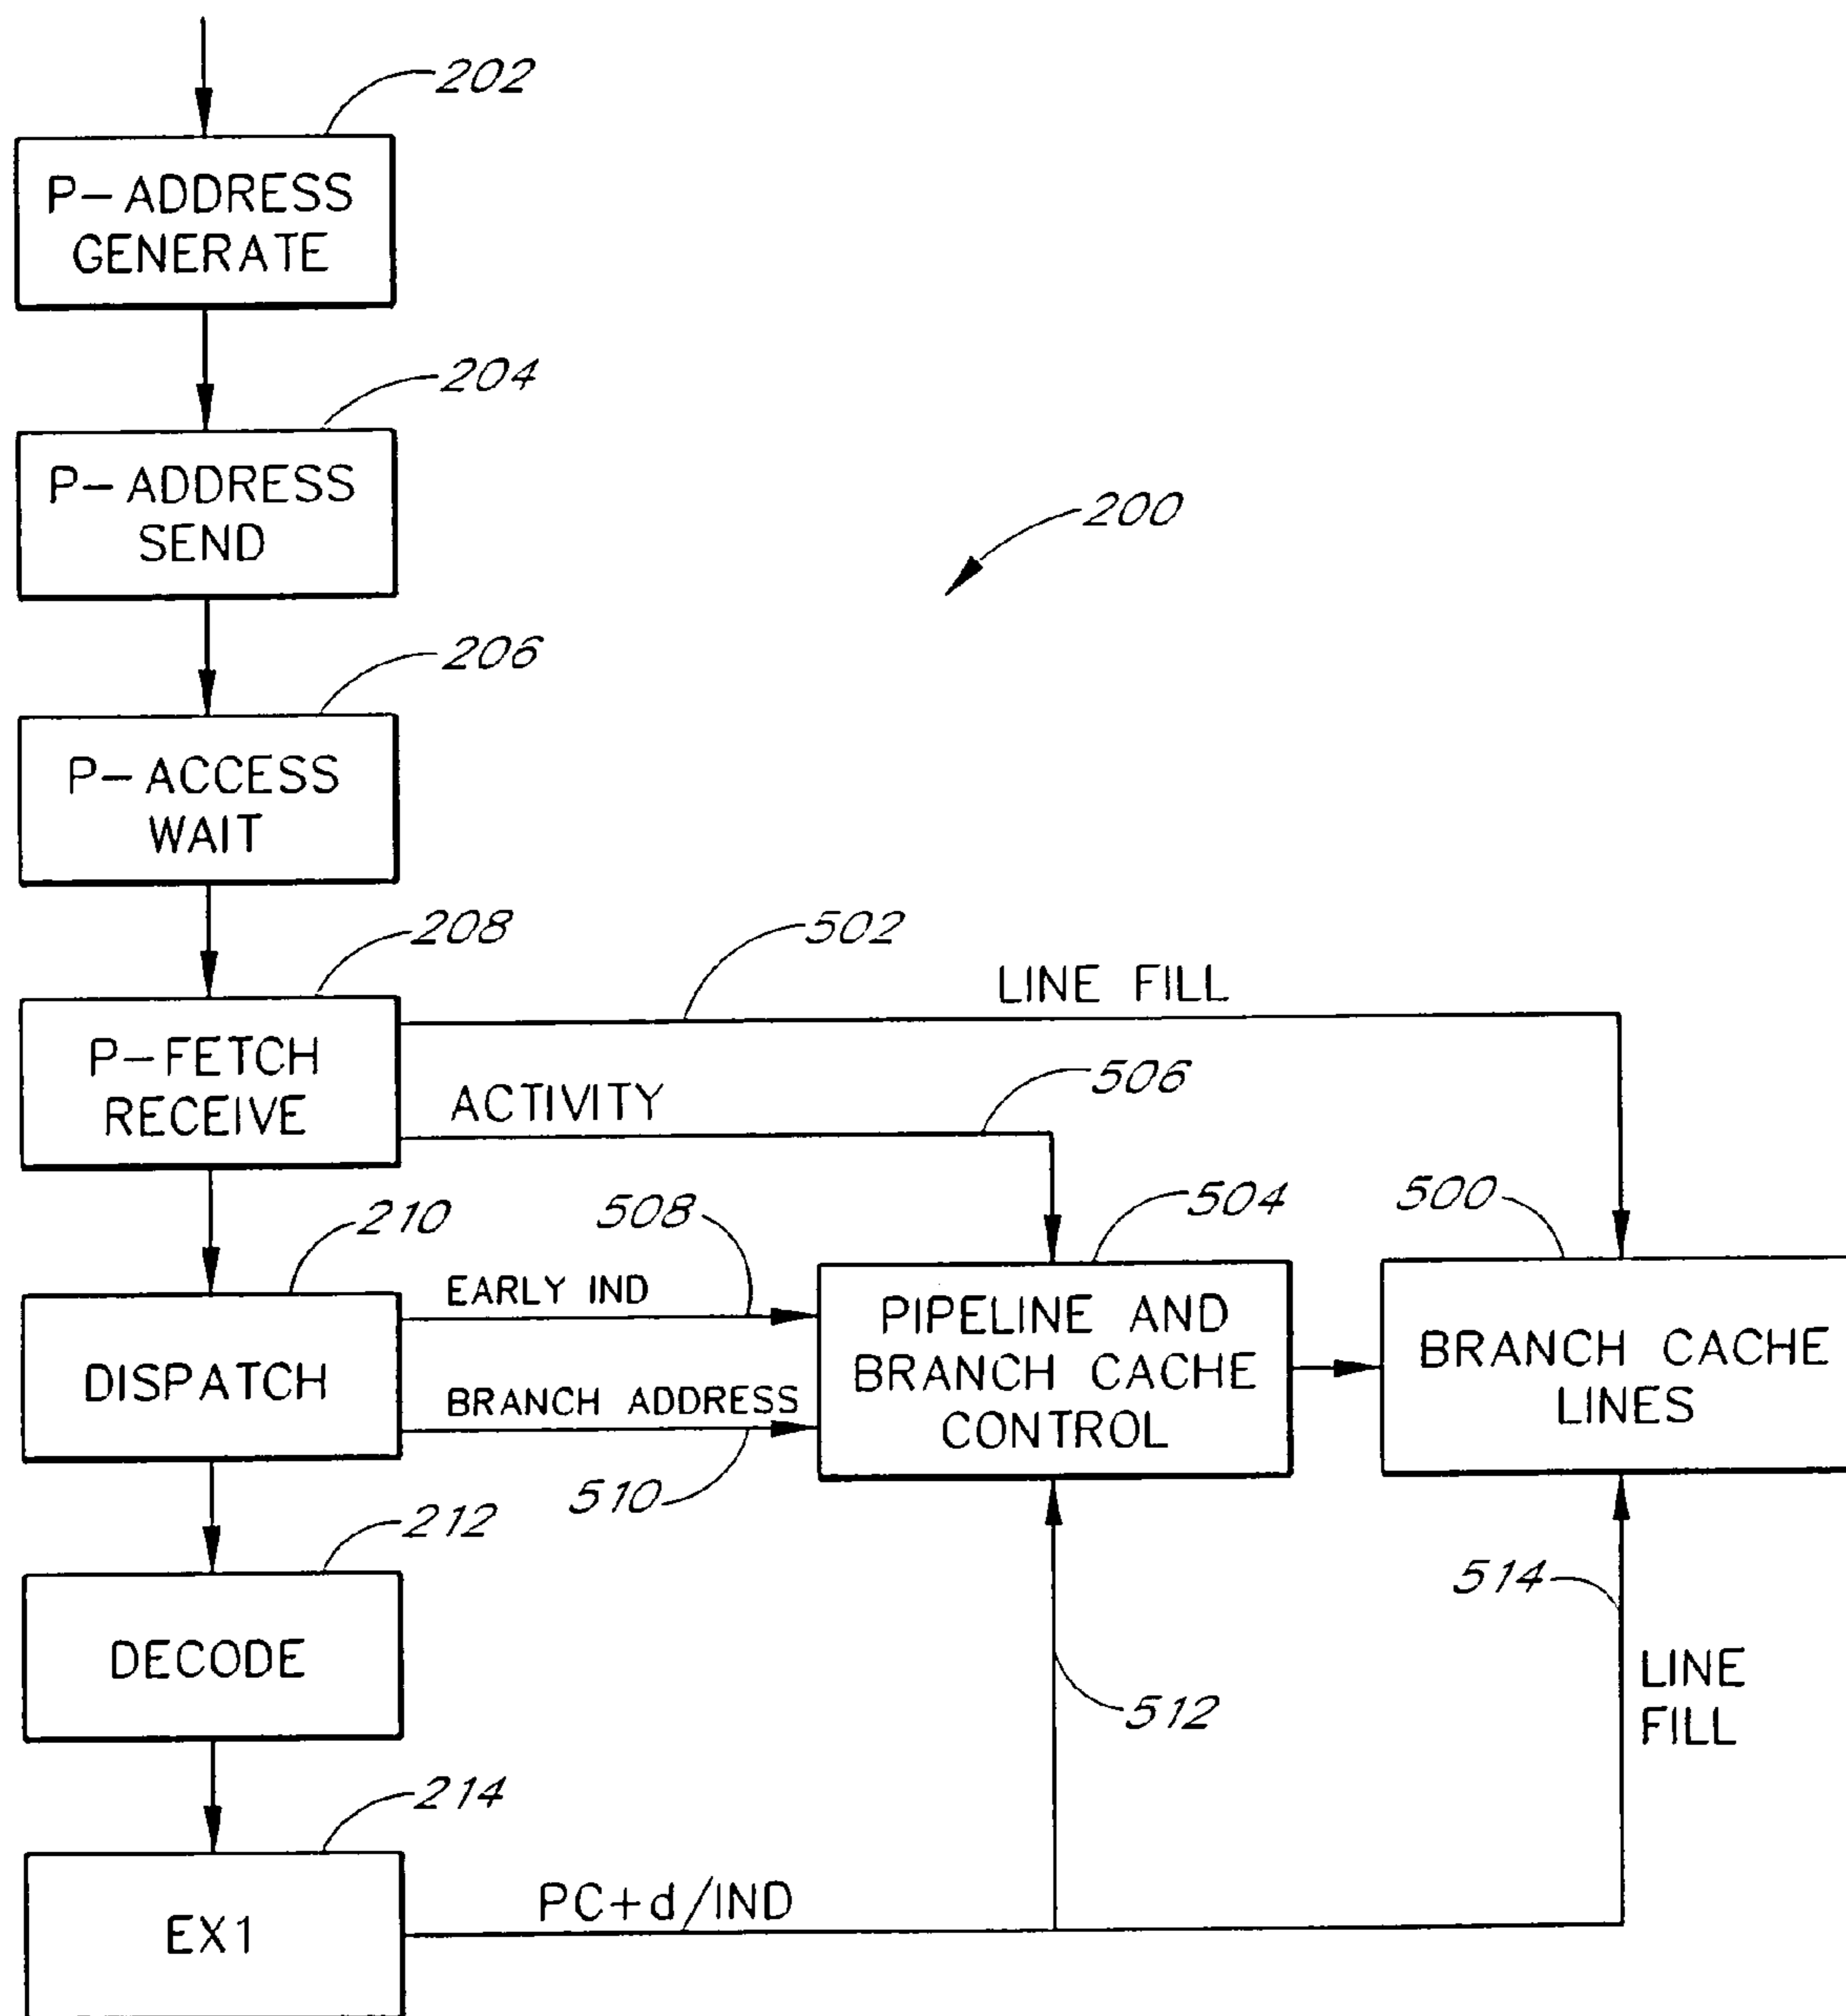 202
P-ADDRESS
GENERATE
204
P-ADDRESS
SEND
200
206
P-ACCESS
WAIT
208
502
LINE FILL
P-FETCH
RECEIVE
ACTIVITY
506
210
508
504
500
DISPATCH
EARLY IND
BRANCH ADDRESS
510
PIPELINE AND
BRANCH CACHE
CONTROL
BRANCH CACHE
LINES
212
DECODE
512
514
LINE
FILL
214
EX1
PC+d/IND